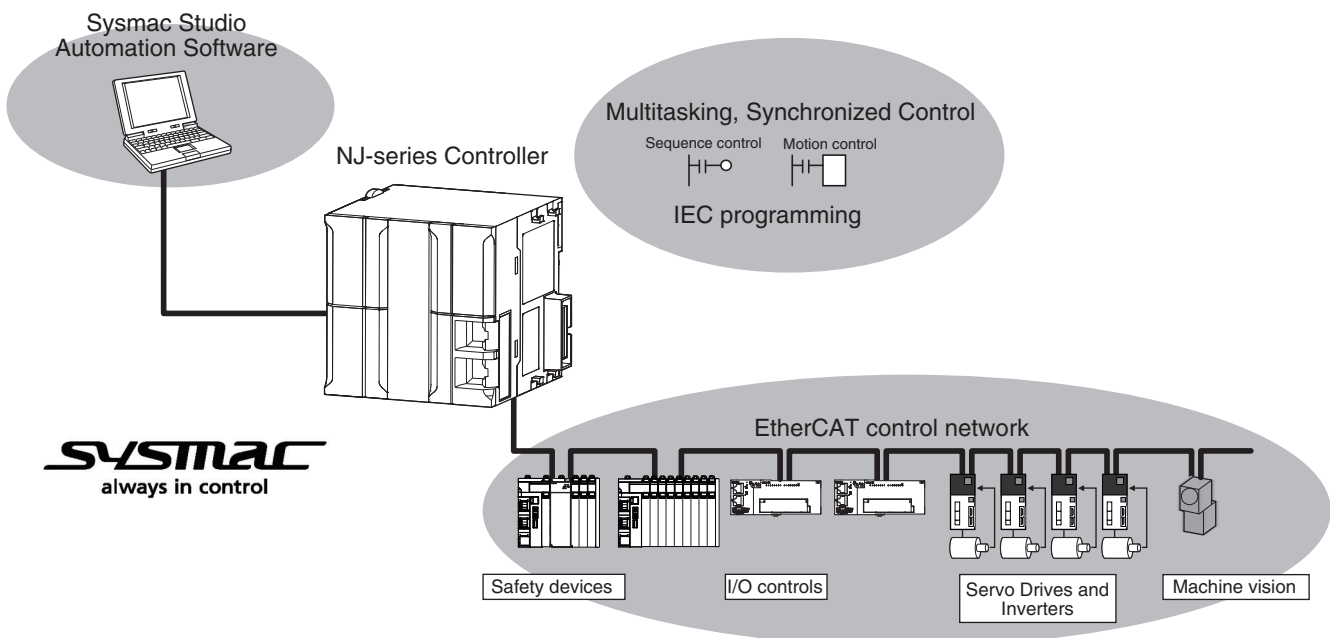 Sysmac Studio
Automation Software
NJ-series Controller
Multitasking, Synchronized Control
Sequence control
Motion control
IEC programming
sysmac
always in control
EtherCAT control network
Safety devices
I/O controls
Servo Drives and
Inverters
Machine vision